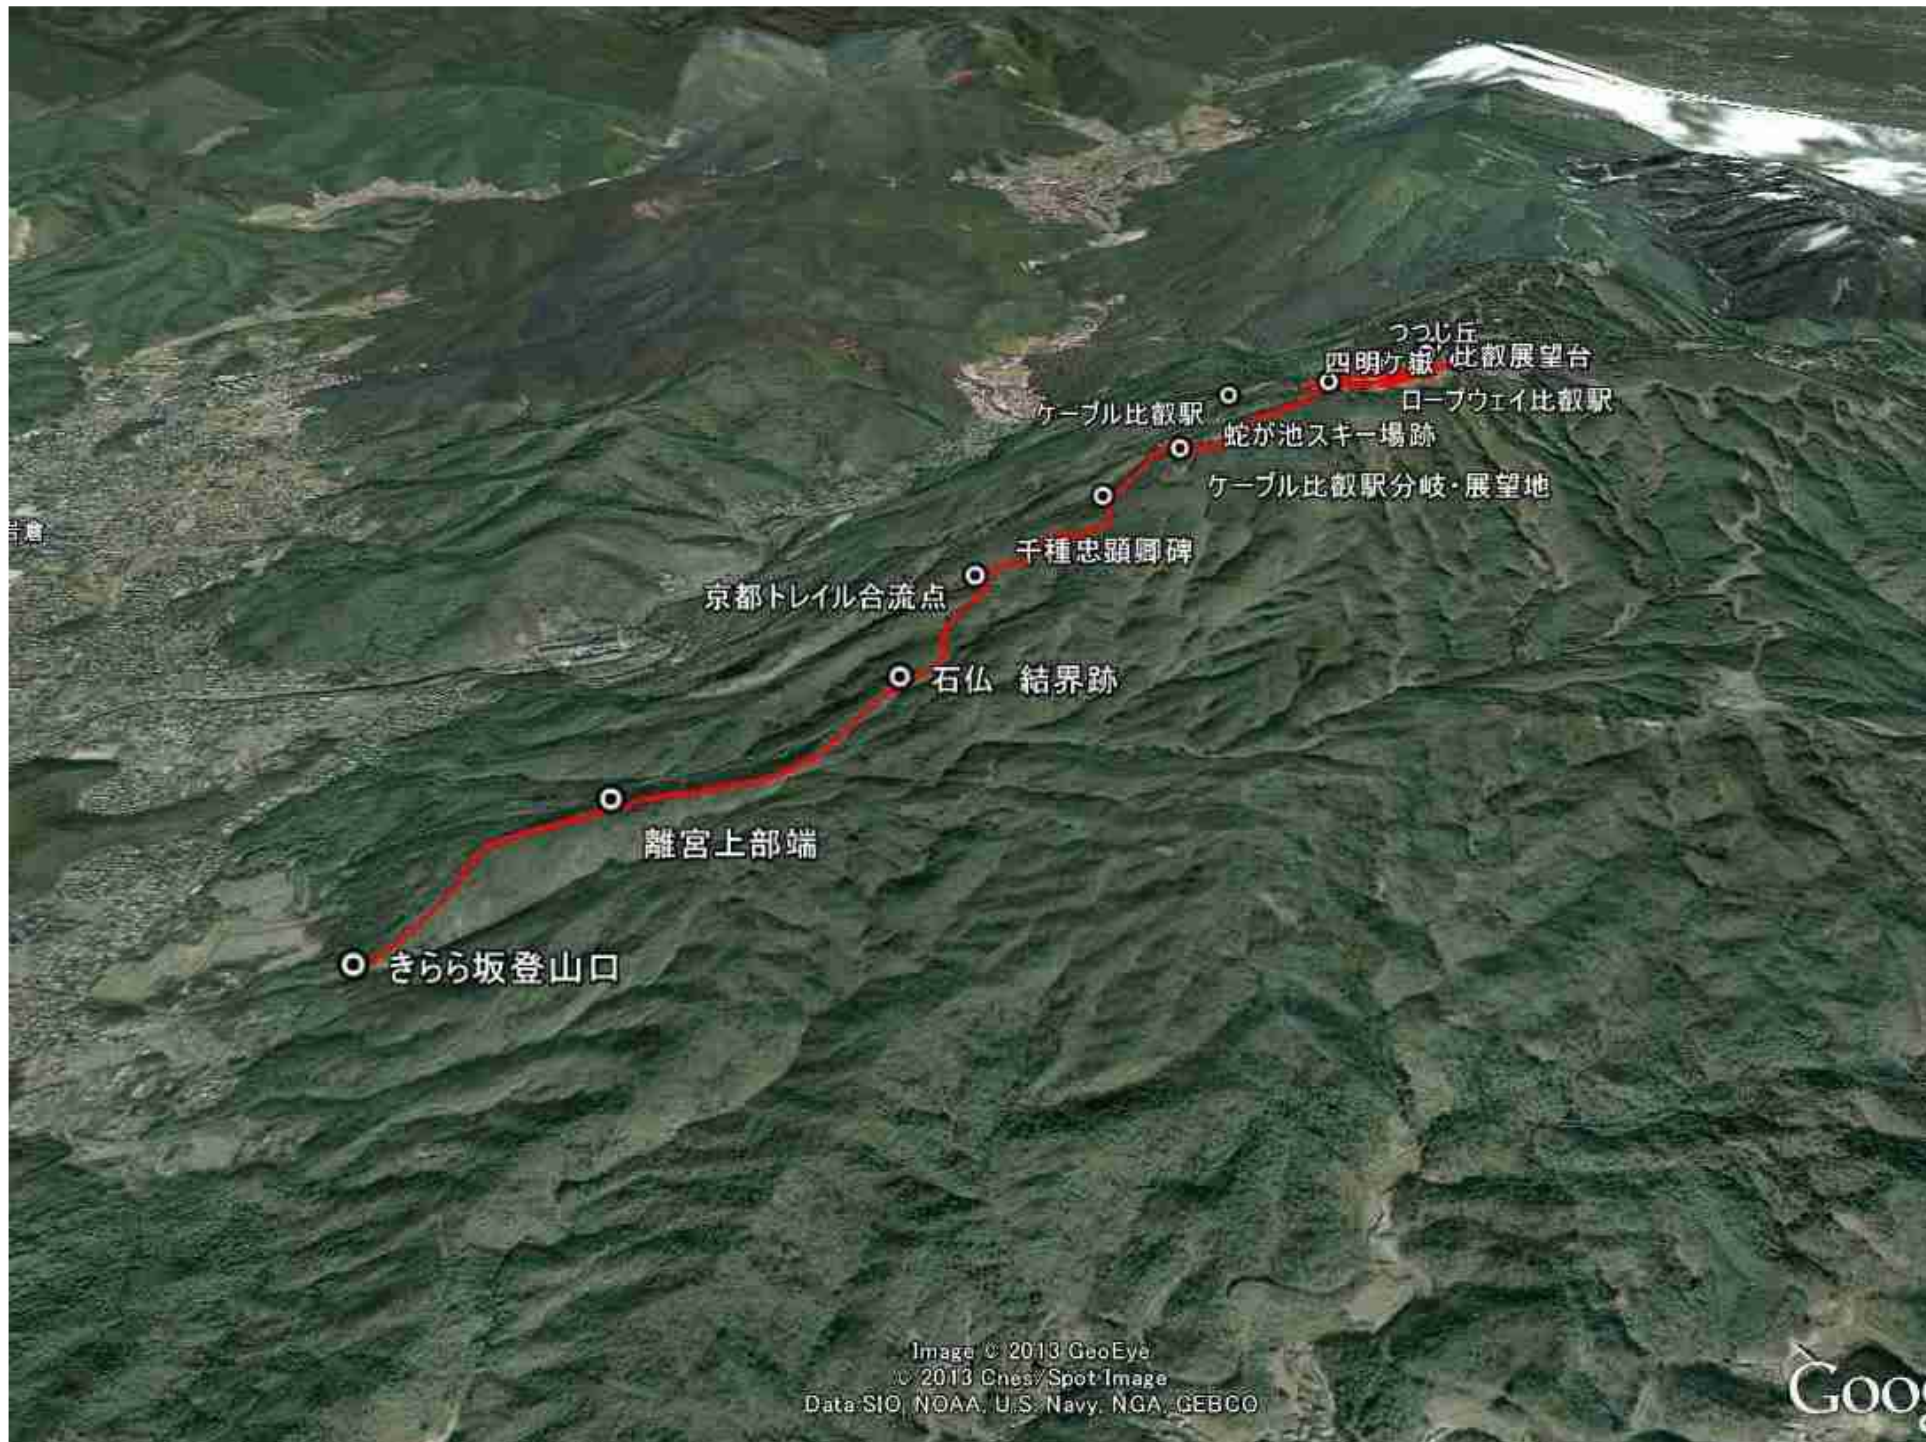 つつじ丘
四明ケ嶽
比叡展望台
ケーブル比叡駅
ロープウェイ比叡駅
蛇が池スキー場跡
ケーブル比叡駅分岐・展望地
岩倉
千種忠顕卿碑
京都トレイル合流点
石仏　結界跡
離宮上部端
きらら坂登山口
Image © 2013 GeoEye
© 2013 Cnes/Spot Image
Data SIO, NOAA, U.S. Navy, NGA, GEBCO
Goog